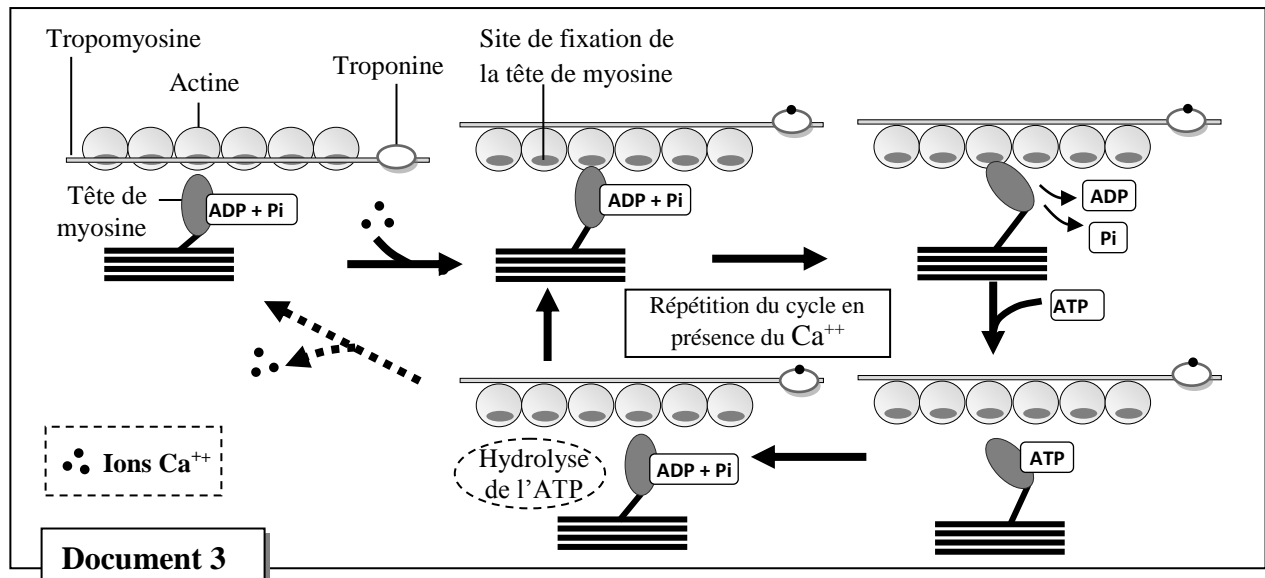 Tropomyosine
Actine
Troponine
Site de fixation de
la tête de myosine
Tête de
myosine
ADP + Pi
ADP + Pi
ADP
Pi
Répétition du cycle en
présence du Ca⁺⁺
ATP
Ions Ca⁺⁺
Hydrolyse
de l'ATP
ADP + Pi
ATP
Document 3